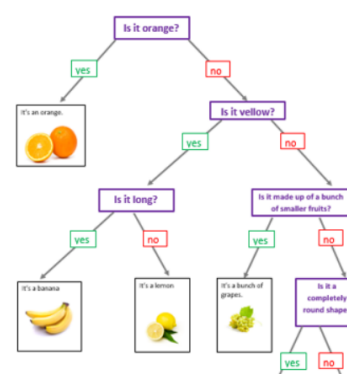 Is it orange?
yes
no
It's an orange.
Is it yellow?
yes
no
Is it long?
Is it made up of a bunch
of smaller fruits?
yes
no
yes
no
It's a banana
It's a lemon
It's a bunch of
grapes.
Is it a
completely
round shape
yes
no